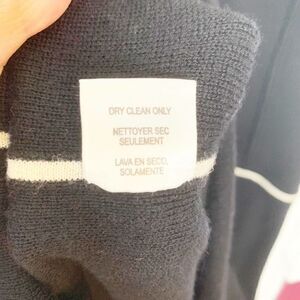 DRY CLEAN ONLY
NETTOYER SEC
SEULEMENT
LAVA EN SECO,
SOLAMENTE